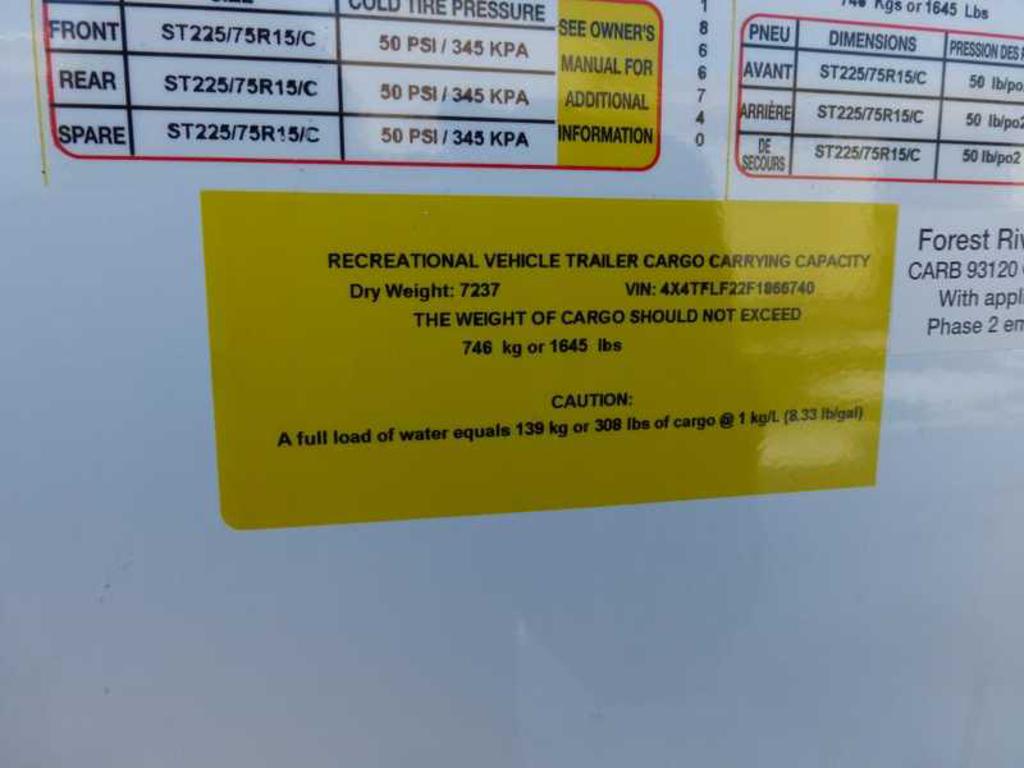 COLD TIRE PRESSURE
FRONT ST225/75R15/C 50 PSI / 345 KPA
REAR ST225/75R15/C 50 PSI / 345 KPA
SPARE ST225/75R15/C 50 PSI / 345 KPA
SEE OWNER'S
MANUAL FOR
ADDITIONAL
INFORMATION
1
8
6
6
7
4
0
Kgs or 1645 Lbs
PNEU DIMENSIONS PRESSION DES
AVANT ST225/75R15/C 50 lb/po
ARRIÈRE ST225/75R15/C 50 lb/po2
DE SECOURS ST225/75R15/C 50 lb/po2
RECREATIONAL VEHICLE TRAILER CARGO CARRYING CAPACITY
Dry Weight: 7237 VIN: 4X4TFLF22F1866740
THE WEIGHT OF CARGO SHOULD NOT EXCEED
746 kg or 1645 lbs
CAUTION:
A full load of water equals 139 kg or 308 lbs of cargo @ 1 kg/L (8.33 lb/gal)
Forest Riv
CARB 93120
With appl
Phase 2 em